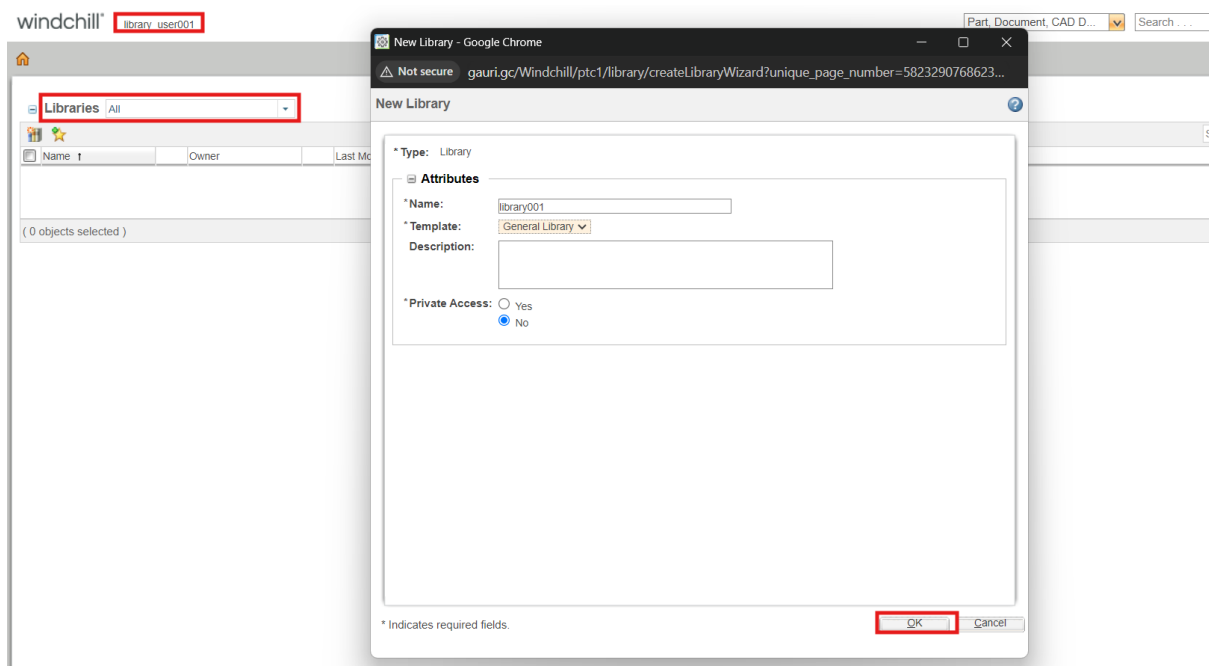 windchill® library_user001
Part, Document, CAD D... Search . . .
New Library - Google Chrome
Not secure gauri.gc/Windchill/ptc1/library/createLibraryWizard?unique_page_number=5823290768623...
New Library
Libraries All
* Type: Library
Name Owner Last Mo
Attributes
*Name: library001
*Template: General Library
( 0 objects selected )
Description:
*Private Access: Yes
No
* Indicates required fields.
OK Cancel